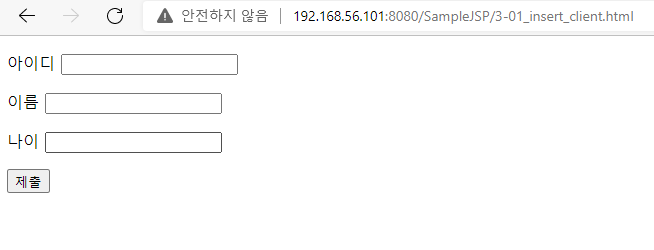 안전하지 않음 192.168.56.101:8080/SampleJSP/3-01_insert_client.html
아이디
이름
나이
제출